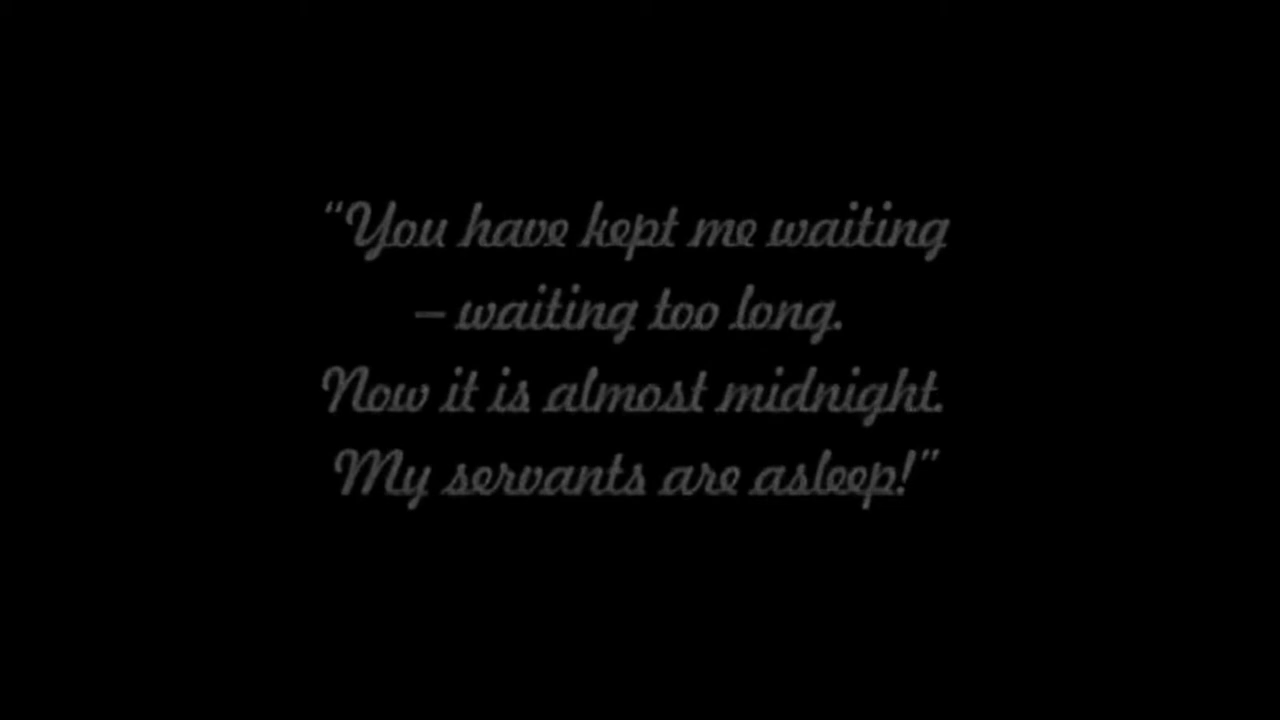 “You have kept me waiting
– waiting too long.
Now it is almost midnight.
My servants are asleep!”